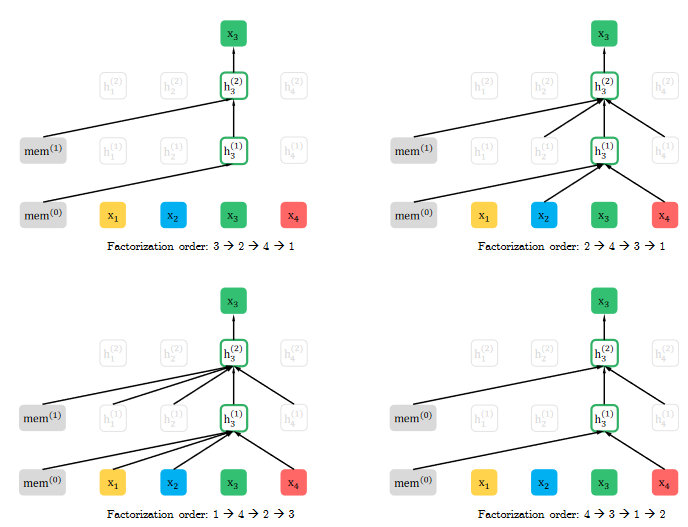 x₃ x₃
h₁⁽²⁾ h₂⁽²⁾ h₃⁽²⁾ h₄⁽²⁾ h₁⁽²⁾ h₂⁽²⁾ h₃⁽²⁾ h₄⁽²⁾
mem⁽¹⁾ h₁⁽¹⁾ h₂⁽¹⁾ h₃⁽¹⁾ h₄⁽¹⁾ mem⁽¹⁾ h₁⁽¹⁾ h₂⁽¹⁾ h₃⁽¹⁾ h₄⁽¹⁾
mem⁽⁰⁾ x₁ x₂ x₃ x₄ mem⁽⁰⁾ x₁ x₂ x₃ x₄
Factorization order: 3 → 2 → 4 → 1 Factorization order: 2 → 4 → 3 → 1
x₃ x₃
h₁⁽²⁾ h₂⁽²⁾ h₃⁽²⁾ h₄⁽²⁾ h₁⁽²⁾ h₂⁽²⁾ h₃⁽²⁾ h₄⁽²⁾
mem⁽¹⁾ h₁⁽¹⁾ h₂⁽¹⁾ h₃⁽¹⁾ h₄⁽¹⁾ mem⁽⁰⁾ h₁⁽¹⁾ h₂⁽¹⁾ h₃⁽¹⁾ h₄⁽¹⁾
mem⁽⁰⁾ x₁ x₂ x₃ x₄ mem⁽⁰⁾ x₁ x₂ x₃ x₄
Factorization order: 1 → 4 → 2 → 3 Factorization order: 4 → 3 → 1 → 2